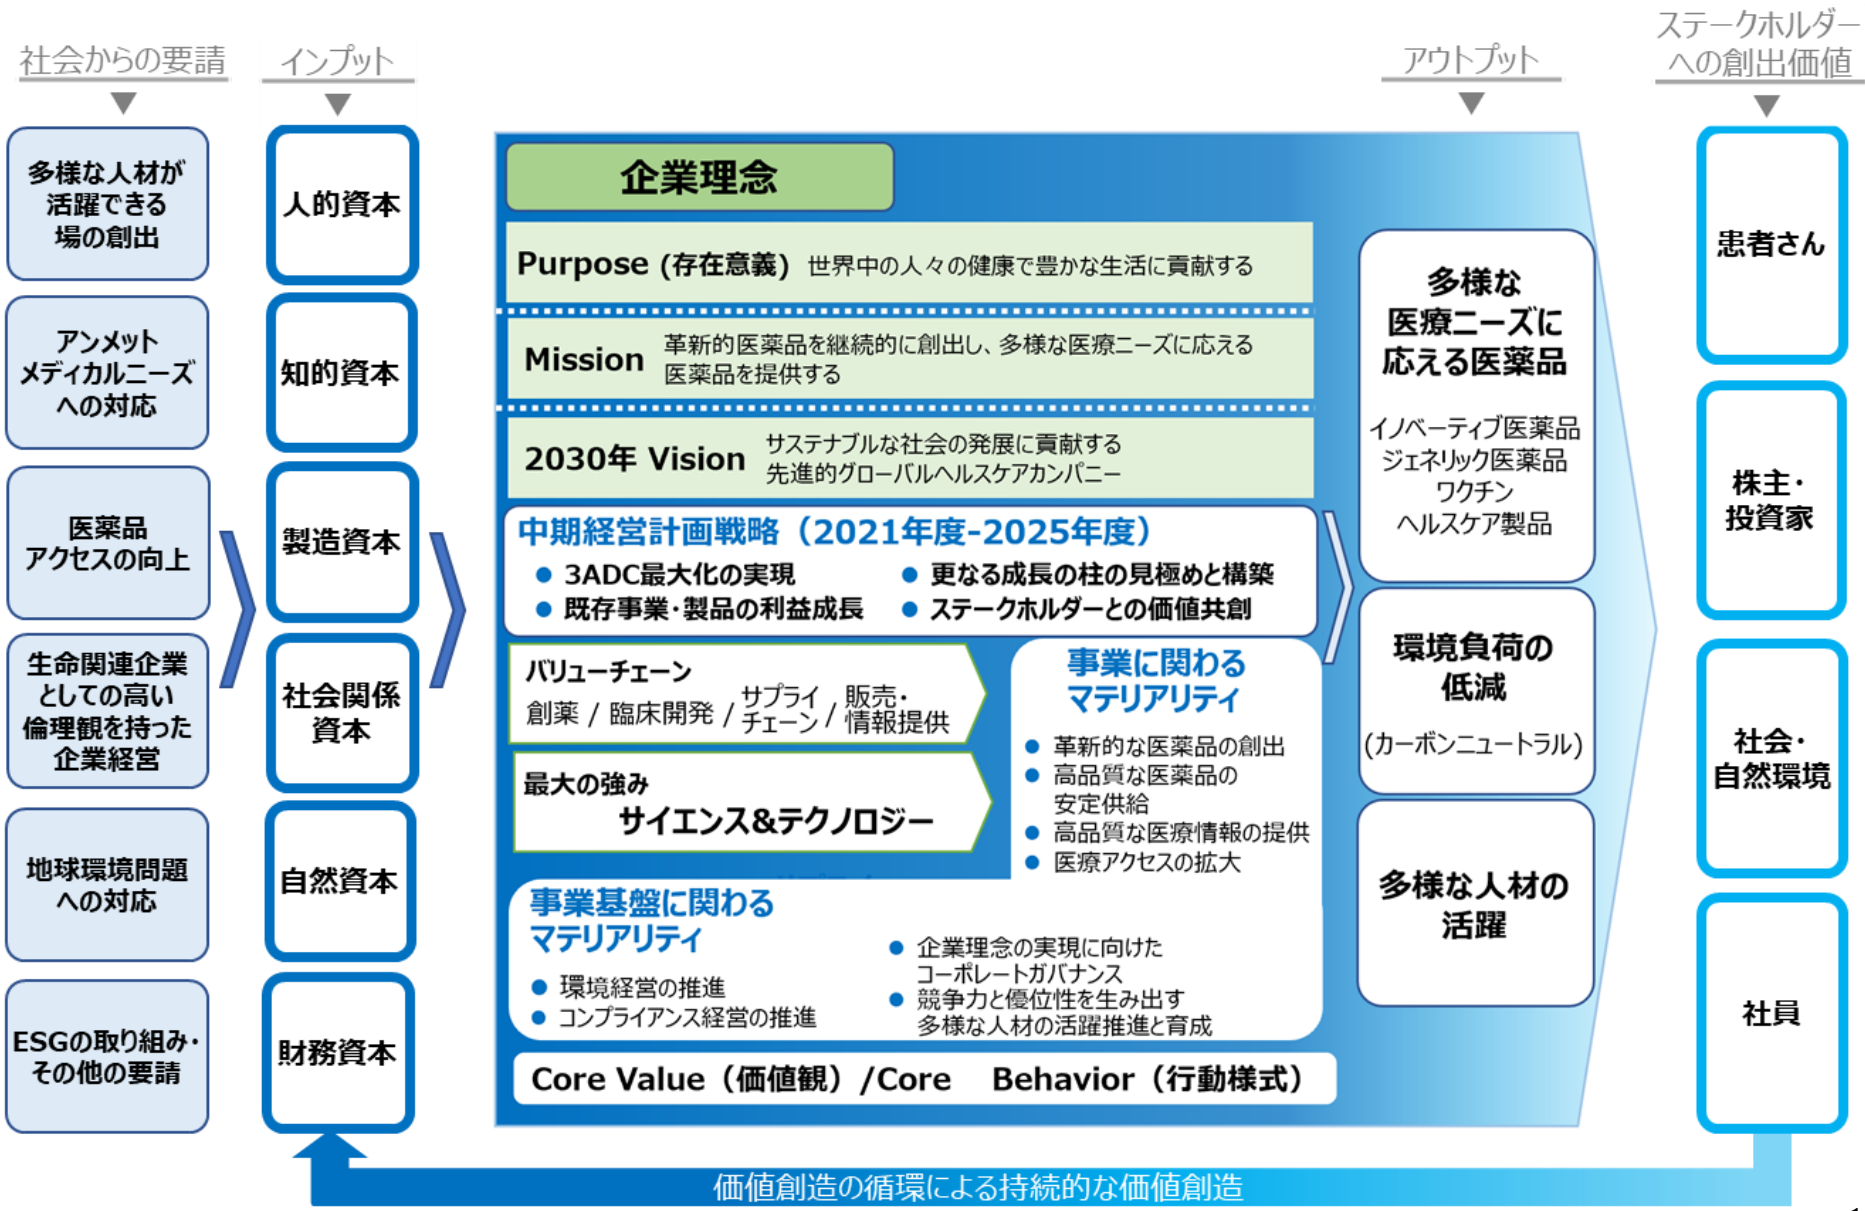 社会からの要請
多様な人材が
活躍できる
場の創出
アンメット
メディカルニーズ
への対応
医薬品
アクセスの向上
生命関連企業
としての高い
倫理観を持った
企業経営
地球環境問題
への対応
ESGの取り組み・
その他の要請
インプット
人的資本
知的資本
製造資本
社会関係
資本
自然資本
財務資本
企業理念
Purpose (存在意義) 世界中の人々の健康で豊かな生活に貢献する
Mission 革新的医薬品を継続的に創出し、多様な医療ニーズに応える
医薬品を提供する
2030年 Vision サステナブルな社会の発展に貢献する
先進的グローバルヘルスケアカンパニー
中期経営計画戦略（2021年度-2025年度）
● 3ADC最大化の実現
● 更なる成長の柱の見極めと構築
● 既存事業・製品の利益成長
● ステークホルダーとの価値共創
バリューチェーン
創薬 / 臨床開発 / サプライチェーン / 販売・情報提供
最大の強み
サイエンス&テクノロジー
事業に関わる
マテリアリティ
● 革新的な医薬品の創出
● 高品質な医薬品の
安定供給
● 高品質な医療情報の提供
● 医療アクセスの拡大
事業基盤に関わる
マテリアリティ
● 環境経営の推進
● コンプライアンス経営の推進
● 企業理念の実現に向けた
コーポレートガバナンス
● 競争力と優位性を生み出す
多様な人材の活躍推進と育成
Core Value（価値観）/Core Behavior（行動様式）
アウトプット
多様な
医療ニーズに
応える医薬品
イノベーティブ医薬品
ジェネリック医薬品
ワクチン
ヘルスケア製品
環境負荷の
低減
(カーボンニュートラル)
多様な人材の
活躍
ステークホルダー
への創出価値
患者さん
株主・
投資家
社会・
自然環境
社員
価値創造の循環による持続的な価値創造